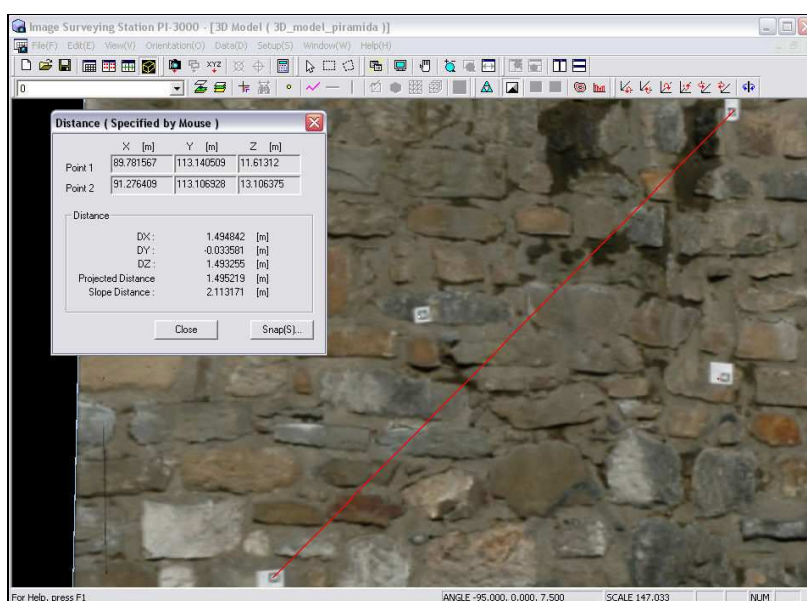 Image Surveying Station PI-3000 - [3D Model ( 3D_model_piramida )]
File(F) Edit(E) View(V) Orientation(O) Data(D) Setup(S) Window(W) Help(H)
XYZ
0
Distance ( Specified by Mouse )
X [m] Y [m] Z [m]
Point 1 89.781567 113.140509 11.61312
Point 2 91.276409 113.106928 13.106375
Distance
DX : 1.494842 [m]
DY : -0.033581 [m]
DZ : 1.493255 [m]
Projected Distance 1.495219 [m]
Slope Distance : 2.113171 [m]
Close Snap(S)...
For Help, press F1 ANGLE -95.000, 0.000, 7.500 SCALE 147.033 NUM